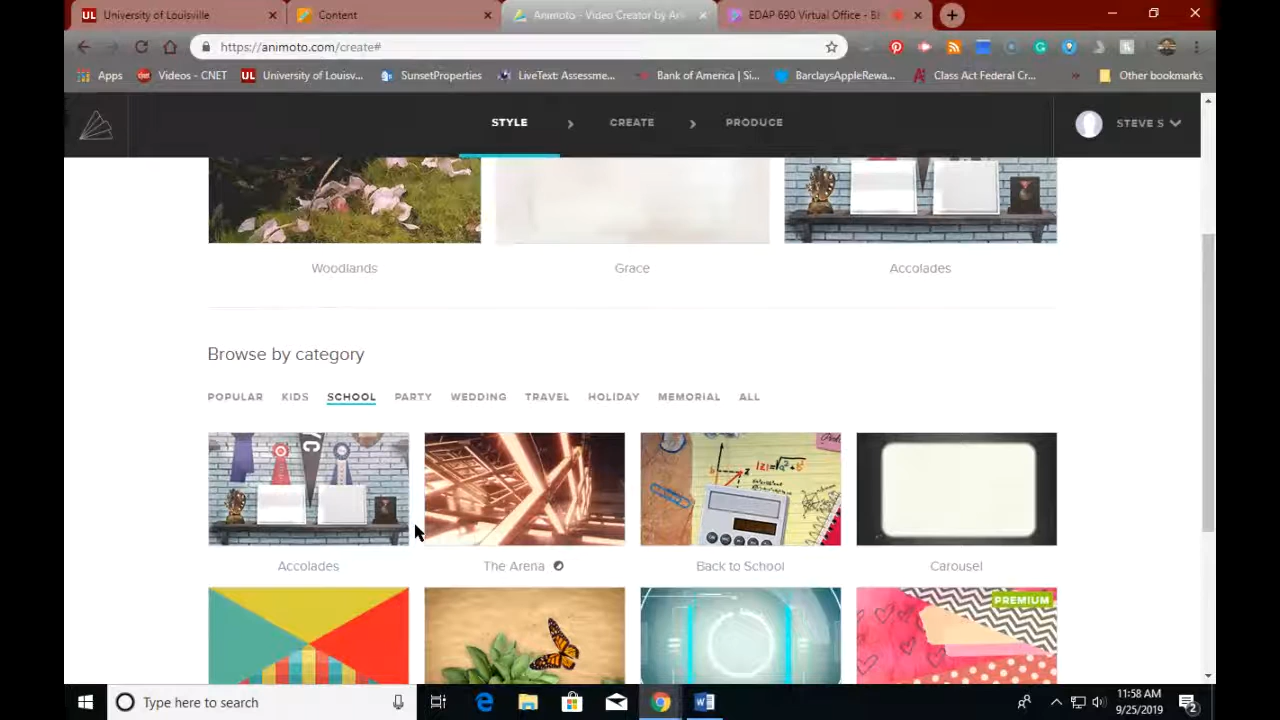 University of Louisville
Content
Animoto - Video Creator by An
EDAP 690 Virtual Office - B
https://animoto.com/create#
Apps
Videos - CNET
University of Louisv...
SunsetProperties
LiveText: Assessme...
Bank of America | Si...
BarclaysAppleRewa...
Class Act Federal Cr...
Other bookmarks
STYLE
CREATE
PRODUCE
STEVE S
Woodlands
Grace
Accolades
Browse by category
POPULAR
KIDS
SCHOOL
PARTY
WEDDING
TRAVEL
HOLIDAY
MEMORIAL
ALL
Accolades
The Arena
Back to School
Carousel
PREMIUM
Type here to search
11:58 AM
9/25/2019